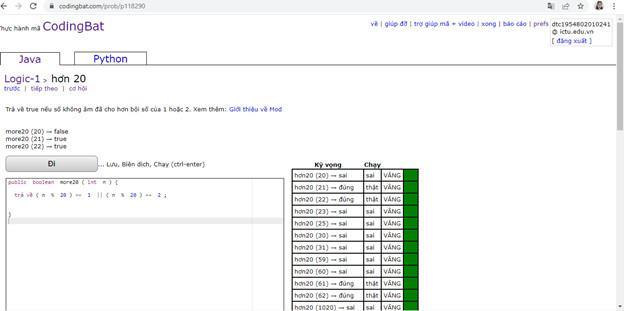 codingbat.com/prob/p118290
hực hành mã CodingBat
về | giúp đỡ | trợ giúp mã + video | xong | báo cáo | prefs
dtc1954802010241
@ ictu.edu.vn
[ đăng xuất ]
Java
Python
Logic-1 > hơn 20
trước | tiếp theo | cơ hội
Trả về true nếu số không âm đã cho hơn bội số của 1 hoặc 2. Xem thêm: Giới thiệu về Mod
more20 (20) → false
more20 (21) → true
more20 (22) → true
Đi
... Lưu, Biên dịch, Chạy (ctrl-enter)
public boolean more20 ( int n ) {
trả về ( n % 20 ) == 1 || ( n % 20 ) == 2 ;
}
Kỳ vọng Chạy
hơn20 (20) → sai sai VÂNG
hơn20 (21) → đúng thật VÂNG
hơn20 (22) → đúng thật VÂNG
hơn20 (23) → sai sai VÂNG
hơn20 (25) → sai sai VÂNG
hơn20 (30) → sai sai VÂNG
hơn20 (31) → sai sai VÂNG
hơn20 (59) → sai sai VÂNG
hơn20 (60) → sai sai VÂNG
hơn20 (61) → đúng thật VÂNG
hơn20 (62) → đúng thật VÂNG
hơn20 (1020) → sai sai VÂNG